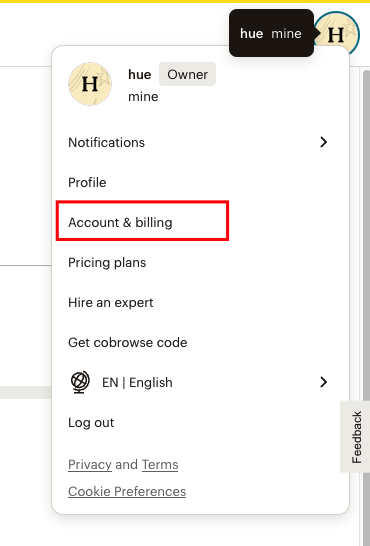 hue mine
H
H
hue Owner
mine
Notifications
Profile
Account & billing
Pricing plans
Hire an expert
Get cobrowse code
EN | English
Log out
Feedback
Privacy and Terms
Cookie Preferences